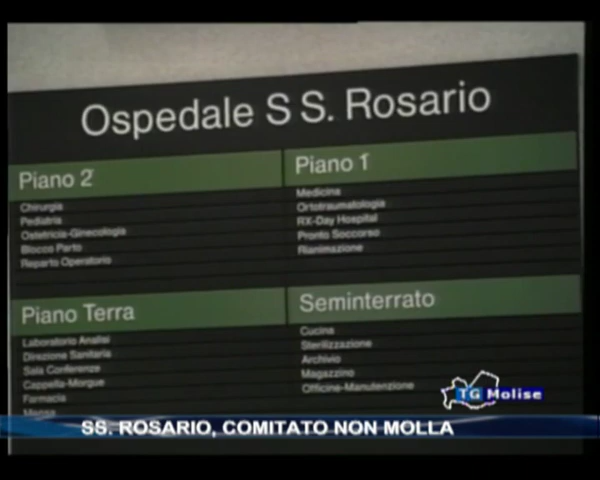 Ospedale S S. Rosario
Piano 2
Chirurgia
Pediatria
Ostetricia-Ginecologia
Blocco Parto
Reparto Operatorio
Piano 1
Medicina
Ortotraumatologia
RX-Day Hospital
Pronto Soccorso
Rianimazione
Piano Terra
Laboratorio Analisi
Direzione Sanitaria
Sala Conferenze
Cappella-Morgue
Farmacia
Mensa
Seminterrato
Cucina
Sterilizzazione
Archivio
Magazzino
Officine-Manutenzione
TG Molise
SS. ROSARIO, COMITATO NON MOLLA